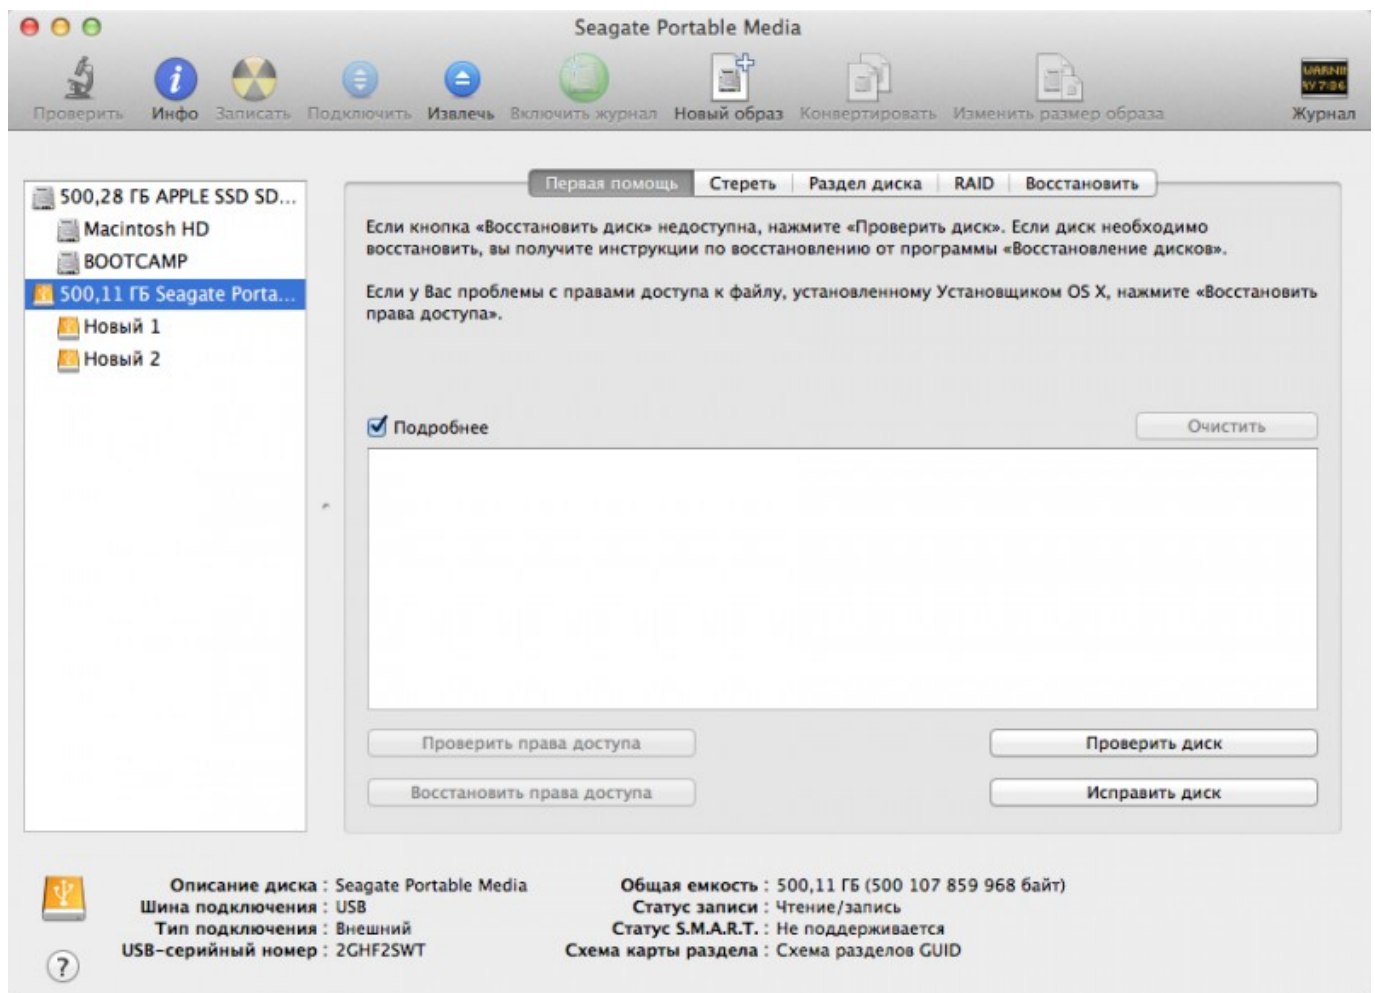 Seagate Portable Media
Проверить Инфо Записать Подключить Извлечь Включить журнал Новый образ Конвертировать Изменить размер образа Журнал
WARNIN
AY 7:36
500,28 ГБ APPLE SSD SD...
Macintosh HD
BOOTCAMP
500,11 ГБ Seagate Porta...
Новый 1
Новый 2
Первая помощь Стереть Раздел диска RAID Восстановить
Если кнопка «Восстановить диск» недоступна, нажмите «Проверить диск». Если диск необходимо
восстановить, вы получите инструкции по восстановлению от программы «Восстановление дисков».
Если у Вас проблемы с правами доступа к файлу, установленному Установщиком OS X, нажмите «Восстановить
права доступа».
Подробнее Очистить
Проверить права доступа Проверить диск
Восстановить права доступа Исправить диск
Описание диска : Seagate Portable Media Общая емкость : 500,11 ГБ (500 107 859 968 байт)
Шина подключения : USB Статус записи : Чтение/запись
Тип подключения : Внешний Статус S.M.A.R.T. : Не поддерживается
USB-серийный номер : 2GHF2SWT Схема карты раздела : Схема разделов GUID
?